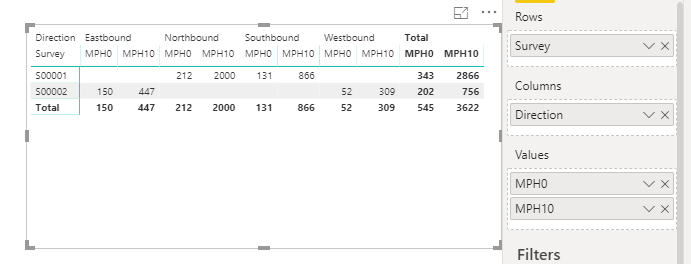 Direction Eastbound Northbound Southbound Westbound Total
Survey MPH0 MPH10 MPH0 MPH10 MPH0 MPH10 MPH0 MPH10 MPH0 MPH10
S00001 212 2000 131 866 343 2866
S00002 150 447 52 309 202 756
Total 150 447 212 2000 131 866 52 309 545 3622
Rows
Survey
Columns
Direction
Values
MPH0
MPH10
Filters